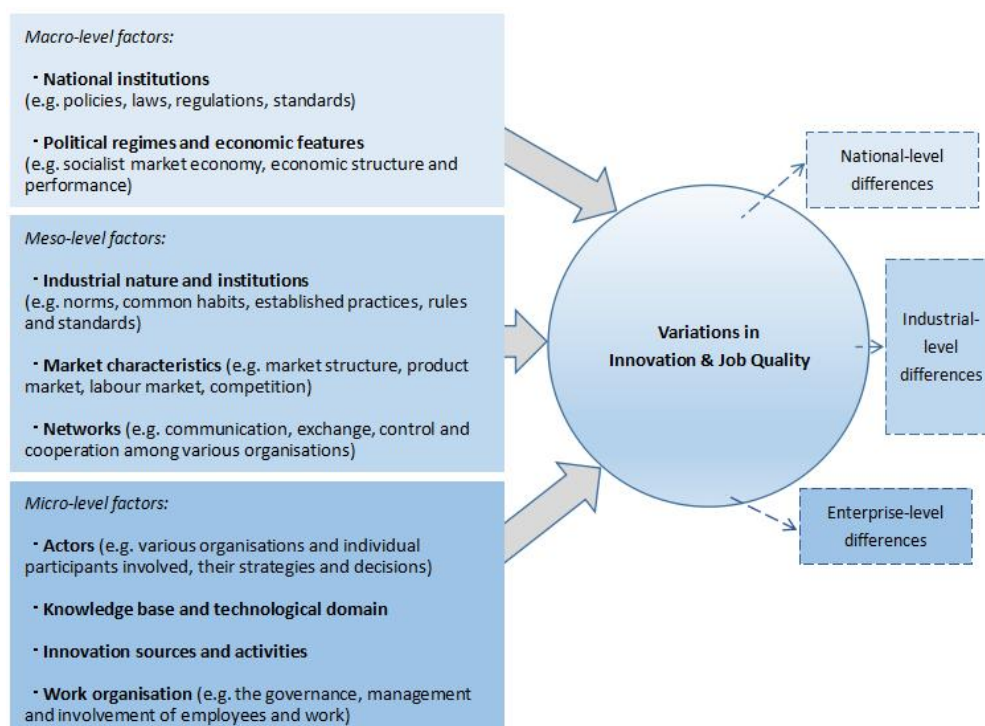 Macro-level factors:
· National institutions
(e.g. policies, laws, regulations, standards)
· Political regimes and economic features
(e.g. socialist market economy, economic structure and
performance)
Meso-level factors:
· Industrial nature and institutions
(e.g. norms, common habits, established practices, rules
and standards)
· Market characteristics (e.g. market structure, product
market, labour market, competition)
· Networks (e.g. communication, exchange, control and
cooperation among various organisations)
Micro-level factors:
· Actors (e.g. various organisations and individual
participants involved, their strategies and decisions)
· Knowledge base and technological domain
· Innovation sources and activities
· Work organisation (e.g. the governance, management
and involvement of employees and work)
Variations in
Innovation & Job Quality
National-level
differences
Industrial-
level
differences
Enterprise-level
differences